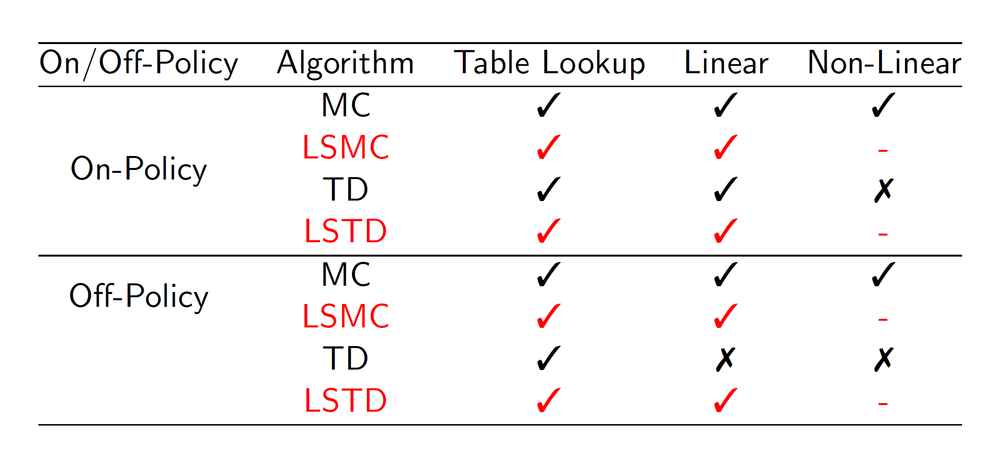 On/Off-Policy Algorithm Table Lookup Linear Non-Linear
MC ✓ ✓ ✓
LSMC ✓ ✓ -
On-Policy
TD ✓ ✓ ✗
LSTD ✓ ✓ -
MC ✓ ✓ ✓
Off-Policy
LSMC ✓ ✓ -
TD ✓ ✗ ✗
LSTD ✓ ✓ -